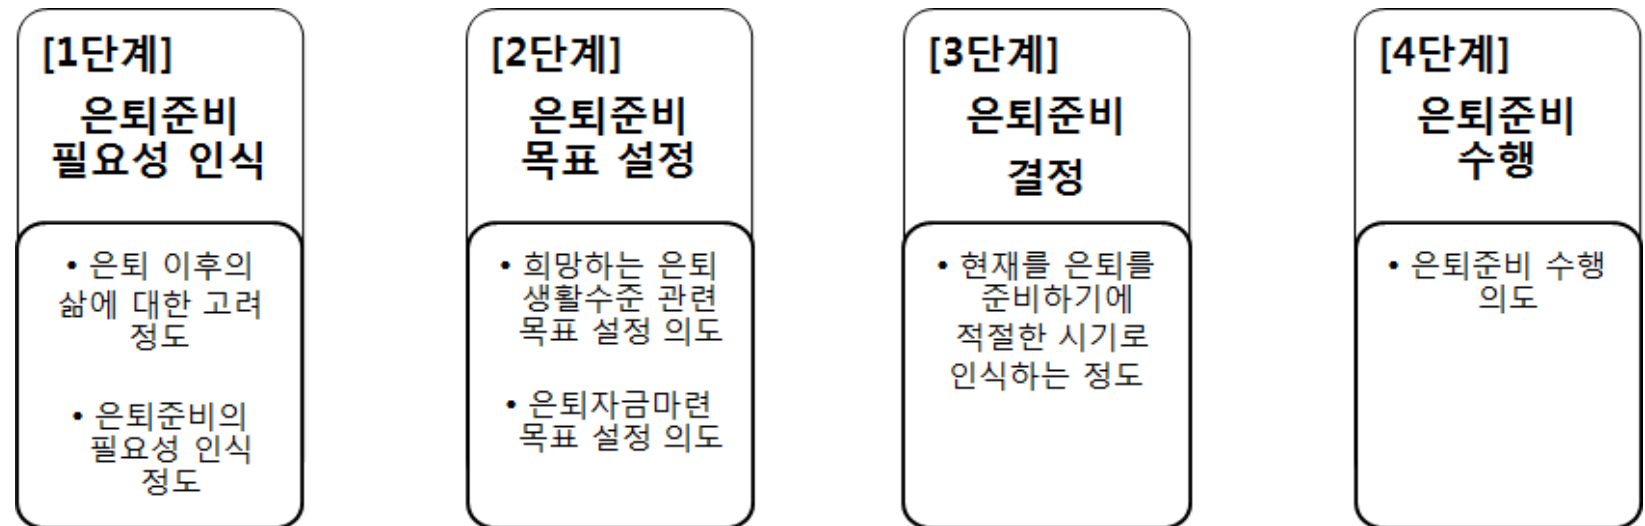 [1단계]
은퇴준비
필요성 인식
• 은퇴 이후의
삶에 대한 고려
정도
• 은퇴준비의
필요성 인식
정도
[2단계]
은퇴준비
목표 설정
• 희망하는 은퇴
생활수준 관련
목표 설정 의도
• 은퇴자금마련
목표 설정 의도
[3단계]
은퇴준비
결정
• 현재를 은퇴를
준비하기에
적절한 시기로
인식하는 정도
[4단계]
은퇴준비
수행
• 은퇴준비 수행
의도